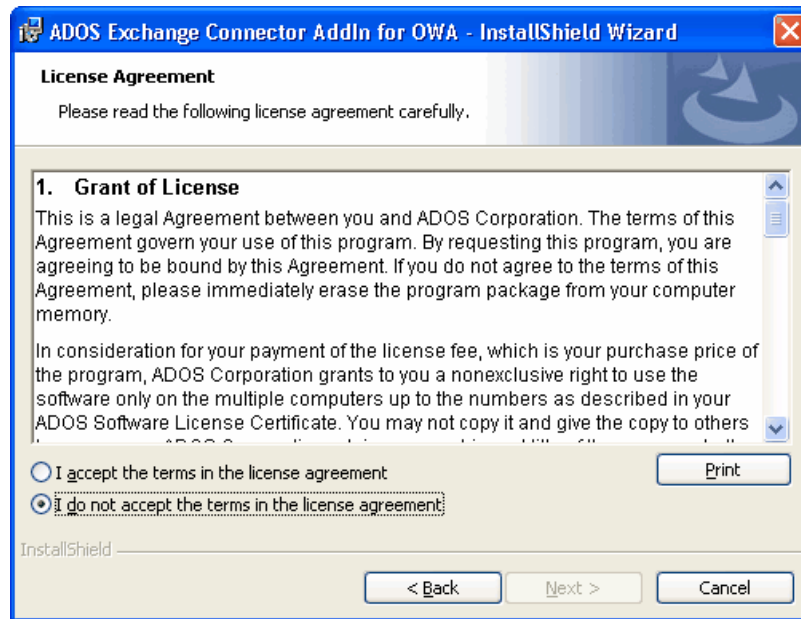 ADOS Exchange Connector AddIn for OWA - InstallShield Wizard
License Agreement
Please read the following license agreement carefully.
1. Grant of License
This is a legal Agreement between you and ADOS Corporation. The terms of this
Agreement govern your use of this program. By requesting this program, you are
agreeing to be bound by this Agreement. If you do not agree to the terms of this
Agreement, please immediately erase the program package from your computer
memory.
In consideration for your payment of the license fee, which is your purchase price of
the program, ADOS Corporation grants to you a nonexclusive right to use the
software only on the multiple computers up to the numbers as described in your
ADOS Software License Certificate. You may not copy it and give the copy to others
I accept the terms in the license agreement
Print
I do not accept the terms in the license agreement
InstallShield
< Back
Next >
Cancel